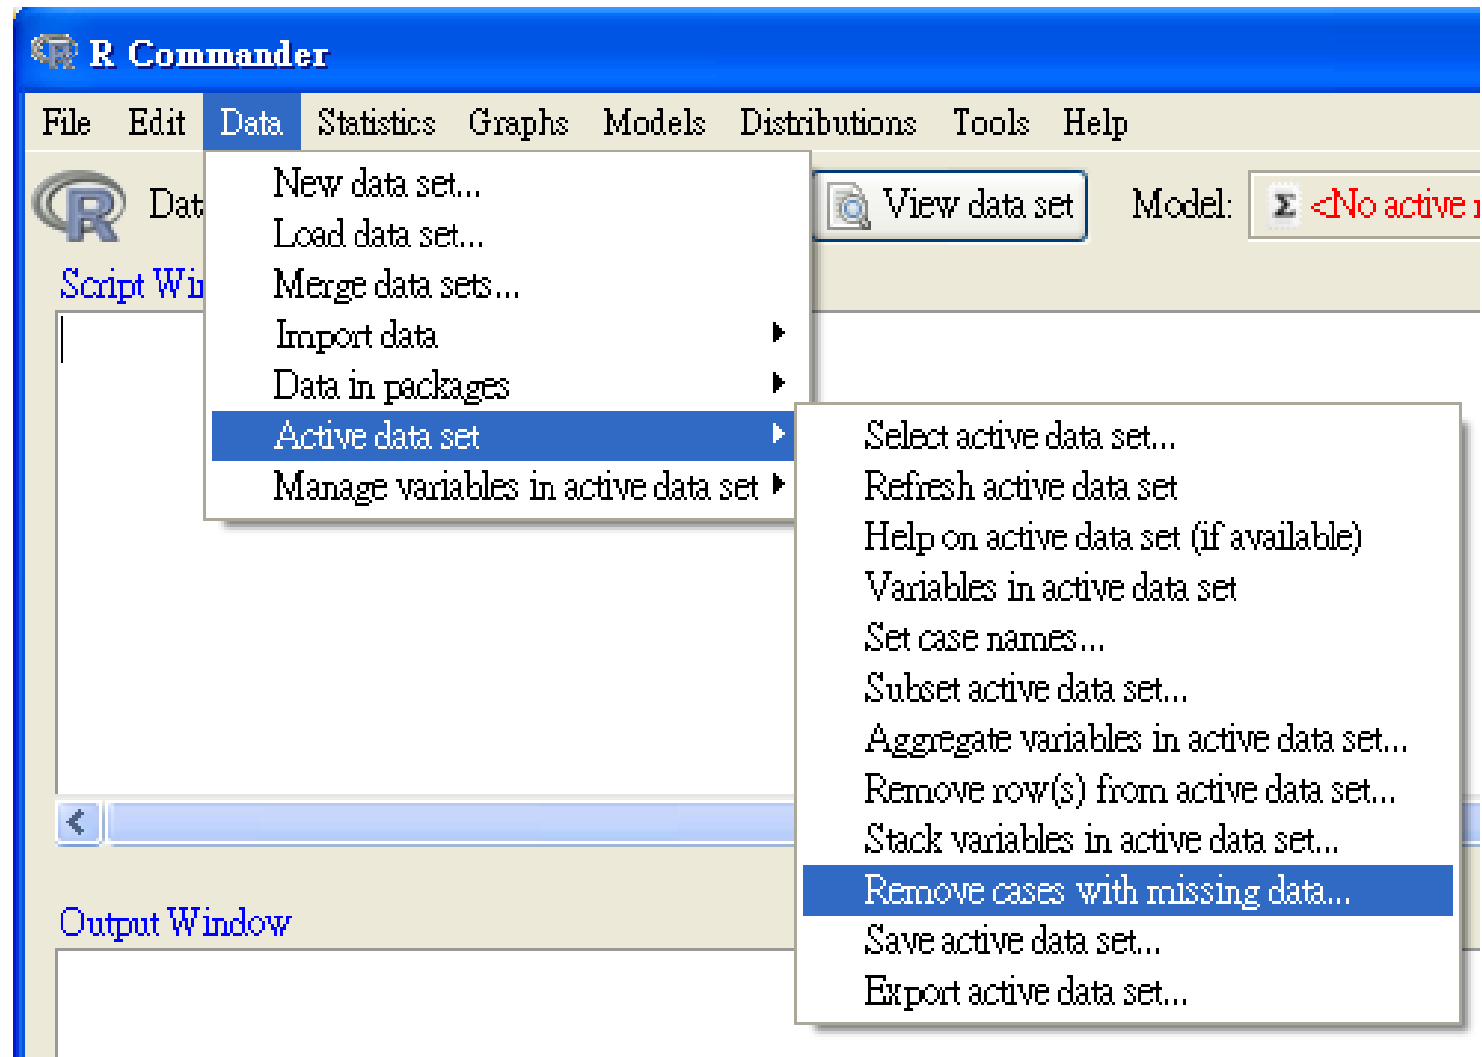 R Commander
File Edit Data Statistics Graphs Models Distributions Tools Help
View data set Model: Σ <No active
New data set...
Load data set...
Merge data sets...
Import data
Data in packages
Active data set
Manage variables in active data set
Select active data set...
Refresh active data set
Help on active data set (if available)
Variables in active data set
Set case names...
Subset active data set...
Aggregate variables in active data set...
Remove row(s) from active data set...
Stack variables in active data set...
Remove cases with missing data...
Save active data set...
Export active data set...
Script
Output Window